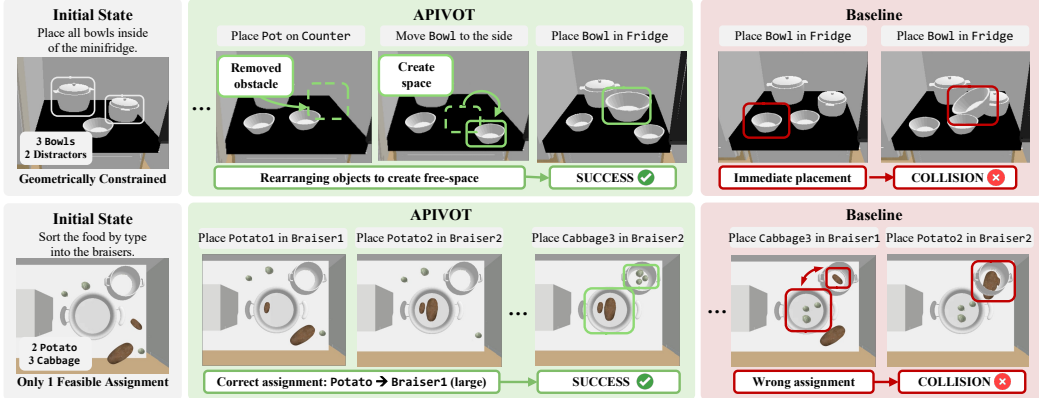 Initial State
Place all bowls inside
of the minifridge.
3 Bowls
2 Distractors
Geometrically Constrained
APIVOT
Place Pot on Counter
Move Bowl to the side
Place Bowl in Fridge
Removed
obstacle
Create
space
...
Rearranging objects to create free-space
SUCCESS
Baseline
Place Bowl in Fridge
Place Bowl in Fridge
Immediate placement
COLLISION
Initial State
Sort the food by type
into the braisers.
2 Potato
3 Cabbage
Only 1 Feasible Assignment
APIVOT
Place Potato1 in Braiser1
Place Potato2 in Braiser2
Place Cabbage3 in Braiser2
...
Correct assignment: Potato → Braiser1 (large)
SUCCESS
Baseline
Place Cabbage3 in Braiser1
Place Potato2 in Braiser2
...
Wrong assignment
COLLISION